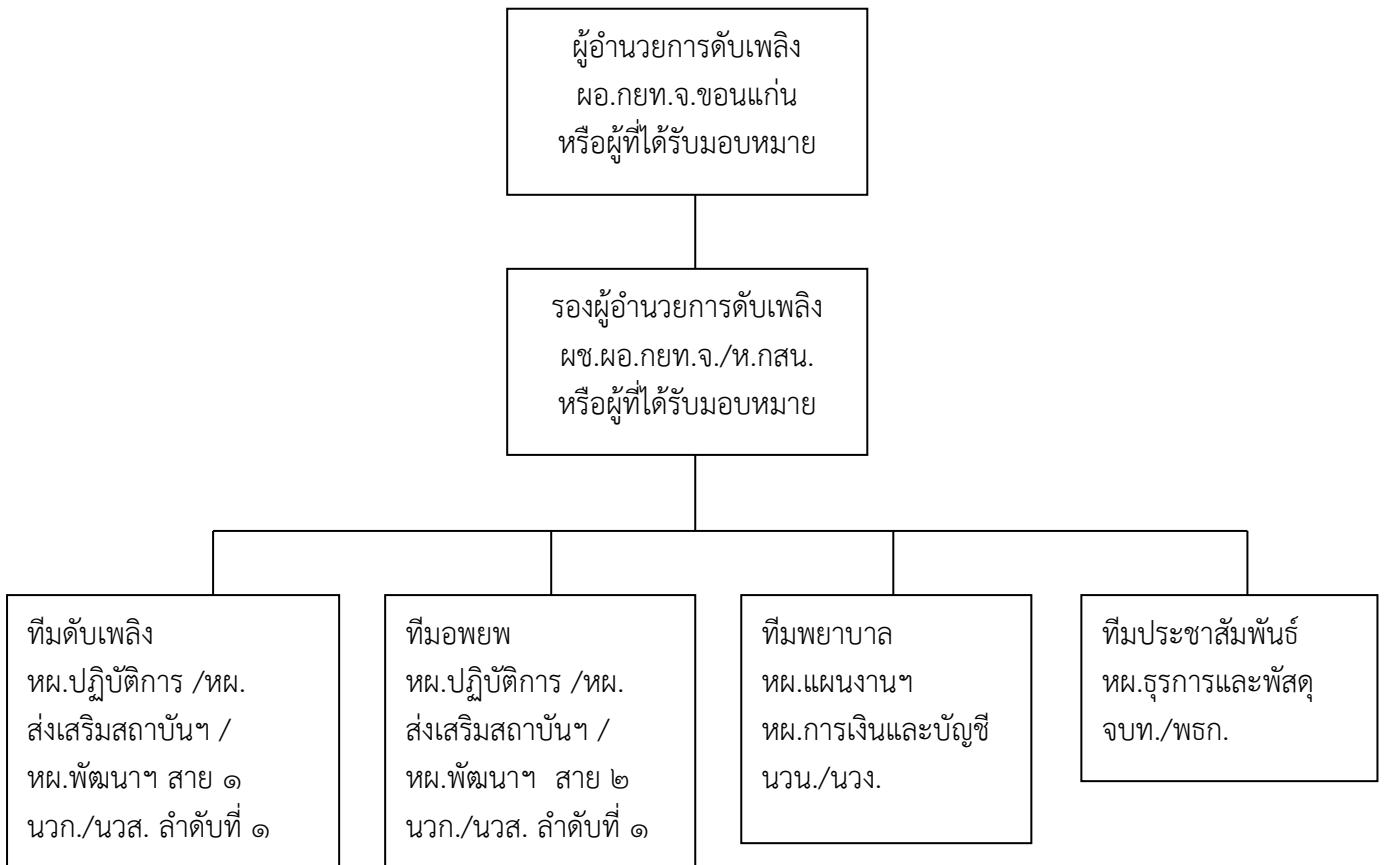 ผู้อำนวยการดับเพลิง
ผอ.กยท.จ.ขอนแก่น
หรือผู้ที่ได้รับมอบหมาย
รองผู้อำนวยการดับเพลิง
ผช.ผอ.กยท.จ./ห.กสน.
หรือผู้ที่ได้รับมอบหมาย
ทีมดับเพลิง
หผ.ปฏิบัติการ /หผ.
ส่งเสริมสถาบันฯ /
หผ.พัฒนาฯ สาย ๑
นวก./นวส. ลำดับที่ ๑
ทีมอพยพ
หผ.ปฏิบัติการ /หผ.
ส่งเสริมสถาบันฯ /
หผ.พัฒนาฯ สาย ๒
นวก./นวส. ลำดับที่ ๑
ทีมพยาบาล
หผ.แผนงานฯ
หผ.การเงินและบัญชี
นวน./นวง.
ทีมประชาสัมพันธ์
หผ.ธุรการและพัสดุ
จบท./พธก.